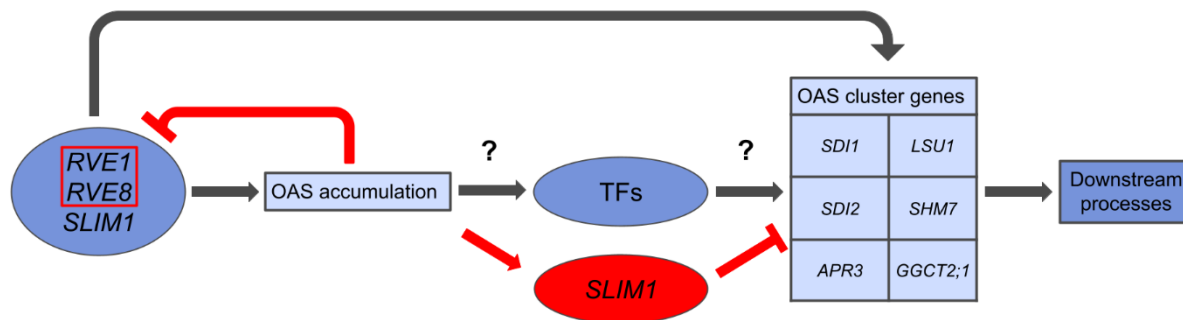 RVE1
RVE8
SLIM1
OAS accumulation
?
TFs
SLIM1
?
OAS cluster genes
SDI1 LSU1
SDI2 SHM7
APR3 GGCT2;1
Downstream
processes